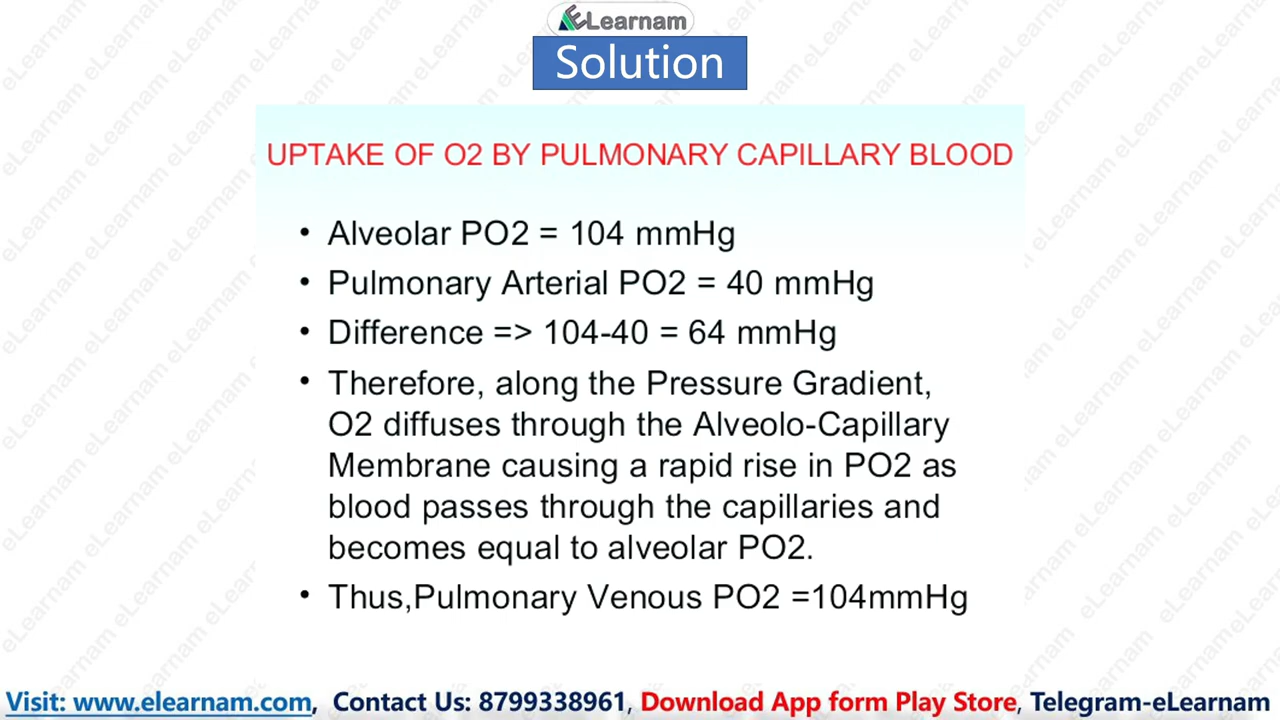 ELearnam
Solution
UPTAKE OF O2 BY PULMONARY CAPILLARY BLOOD
• Alveolar PO2 = 104 mmHg
• Pulmonary Arterial PO2 = 40 mmHg
• Difference => 104-40 = 64 mmHg
• Therefore, along the Pressure Gradient,
O2 diffuses through the Alveolo-Capillary
Membrane causing a rapid rise in PO2 as
blood passes through the capillaries and
becomes equal to alveolar PO2.
• Thus,Pulmonary Venous PO2 =104mmHg
Visit: www.elearnam.com, Contact Us: 8799338961, Download App form Play Store, Telegram-eLearnam